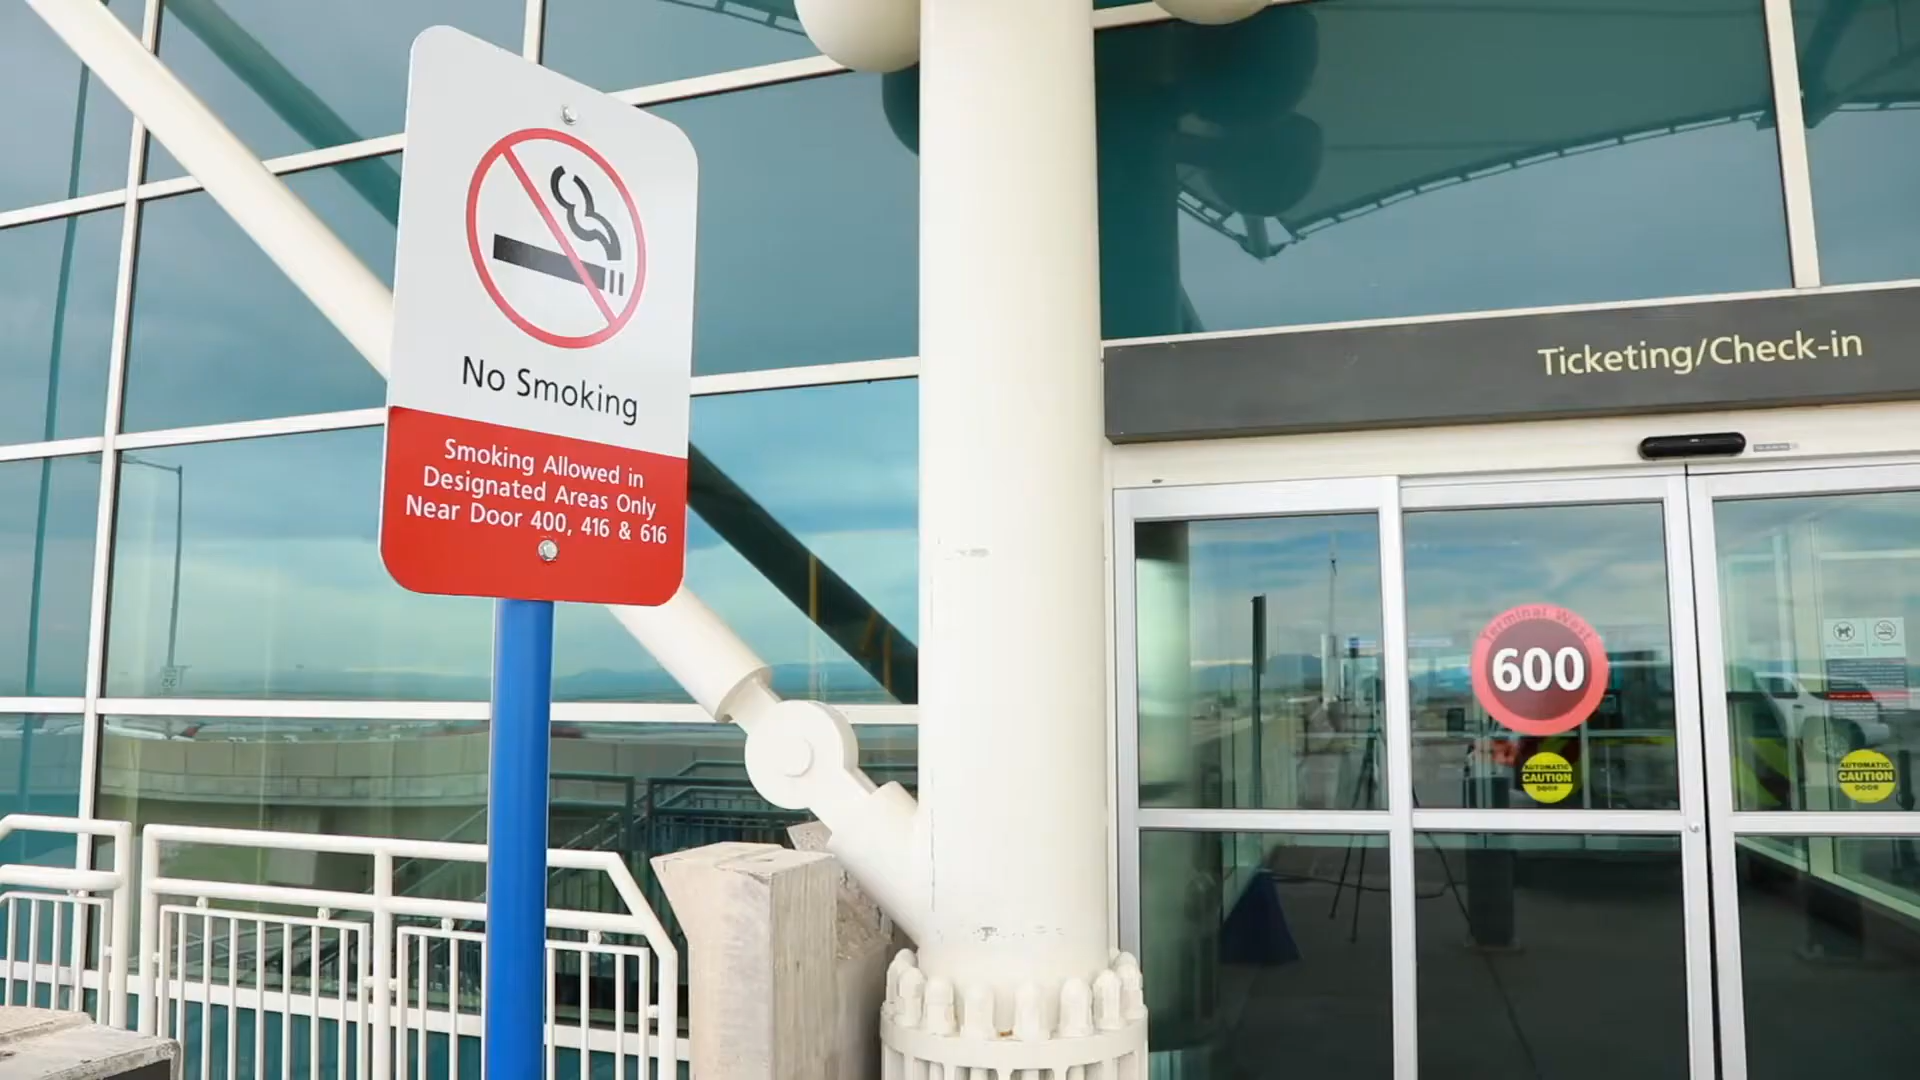 No Smoking
Smoking Allowed in
Designated Areas Only
Near Door 400, 416 & 616
Ticketing/Check-in
Terminal West
600
AUTOMATIC
CAUTION
DOOR
AUTOMATIC
CAUTION
DOOR